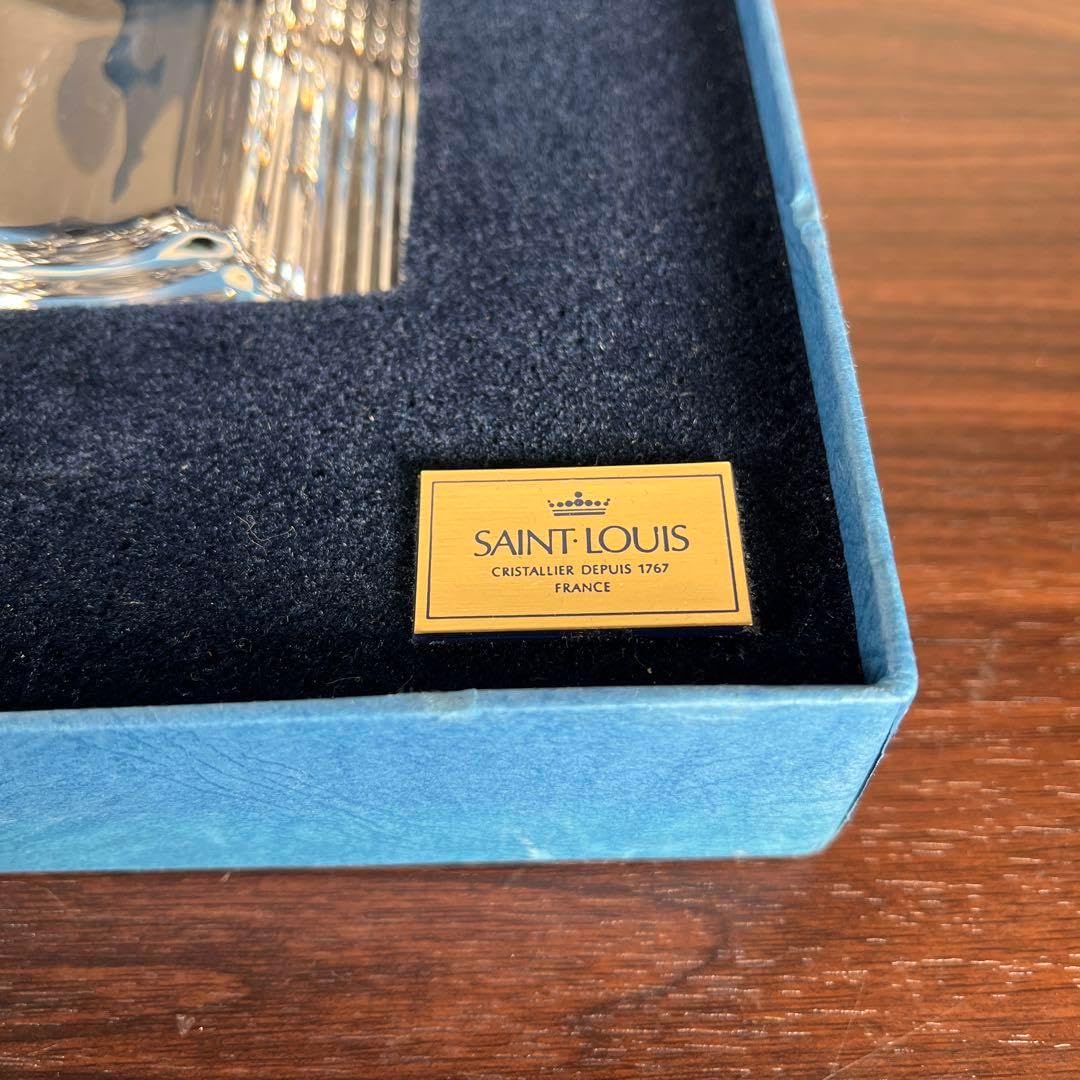 SAINT·LOUIS
CRISTALLIER DEPUIS 1767
FRANCE